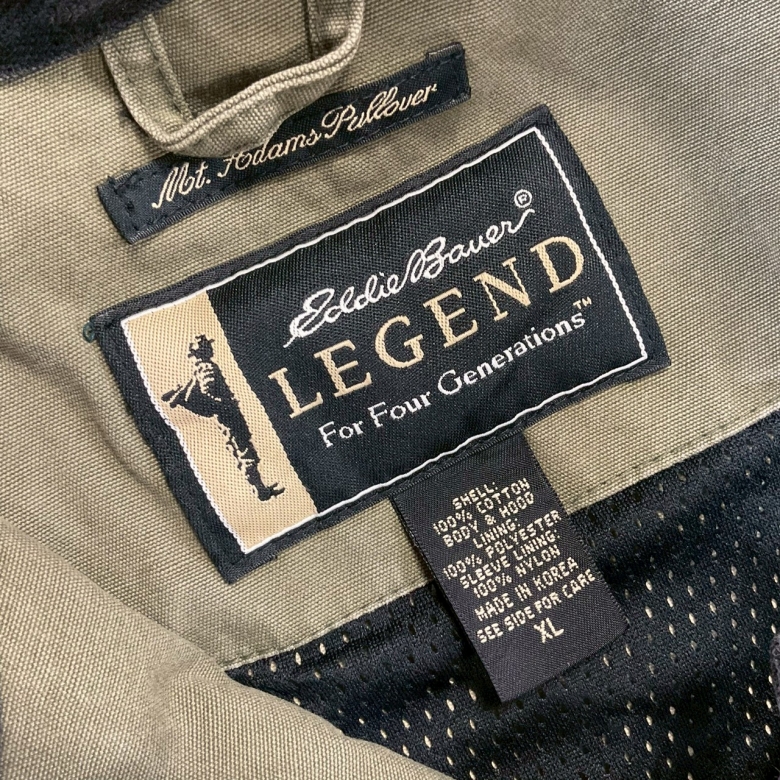 Mt. Adams Pullover
Eddie Bauer®
LEGEND
For Four Generations™
SHELL:
100% COTTON
BODY & HOOD
LINING:
100% POLYESTER
SLEEVE LINING:
100% NYLON
MADE IN KOREA
SEE SIDE FOR CARE
XL